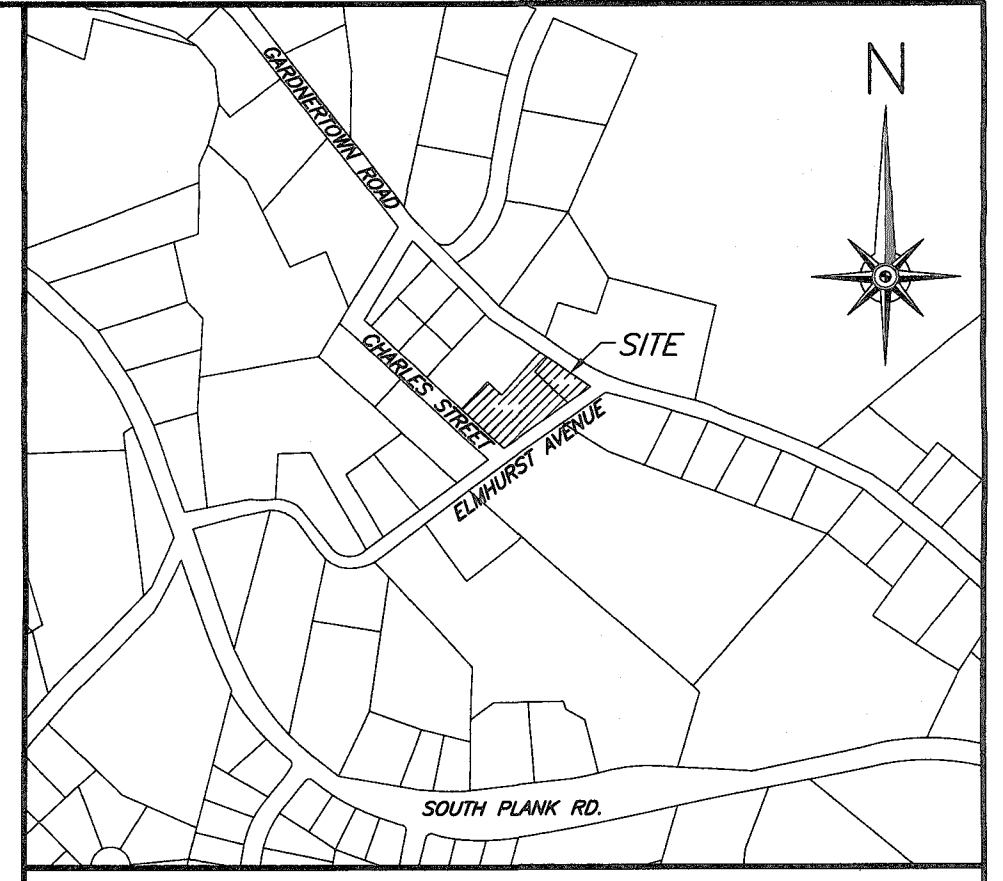 N
GARDNERTOWN ROAD
SITE
CHARLES STREET
ELMHURST AVENUE
SOUTH PLANK RD.